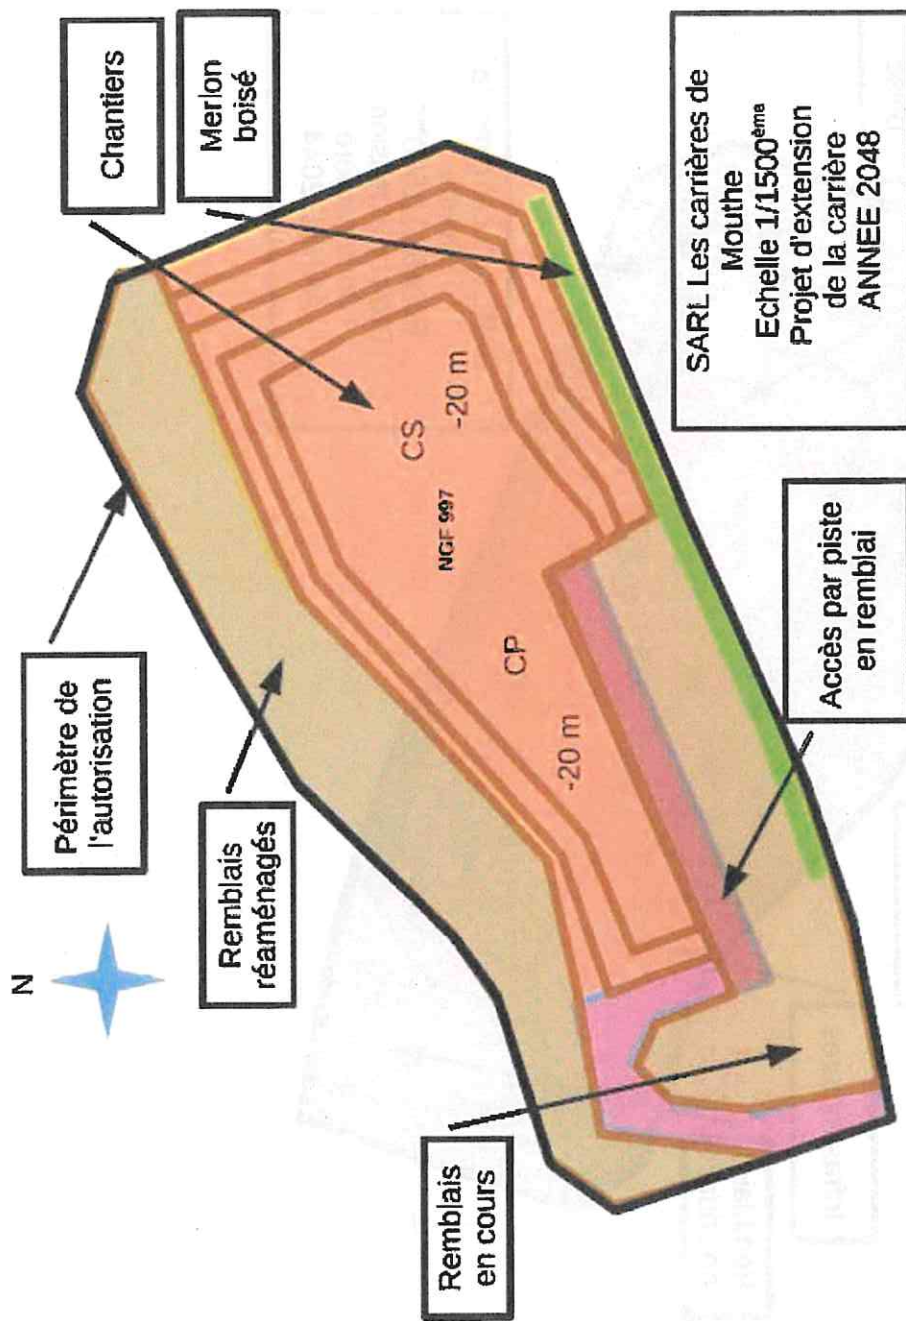 N
Périmètre de
l'autorisation
Chantiers
Merlon
boisé
Remblais
réaménagés
Remblais
en cours
CS
-20 m
NGF 997
CP
-20 m
Accès par piste
en remblai
SARL Les carrières de
Mouthe
Echelle 1/1500ème
Projet d'extension
de la carrière
ANNEE 2048